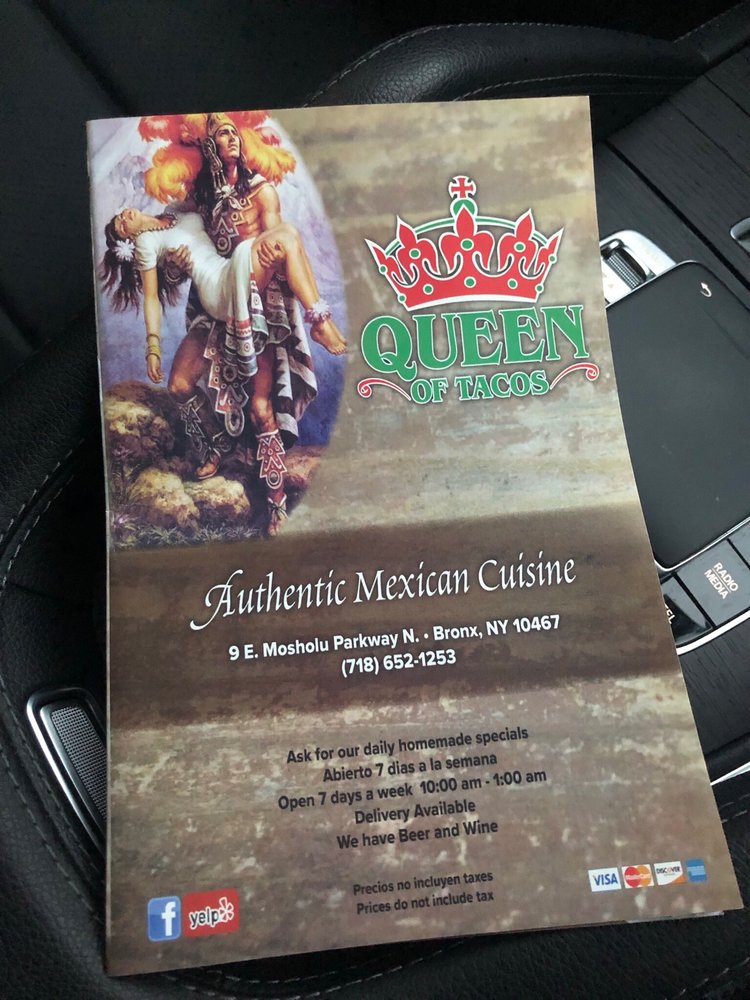 QUEEN
OF TACOS
Authentic Mexican Cuisine
9 E. Mosholu Parkway N. • Bronx, NY 10467
(718) 652-1253
Ask for our daily homemade specials
Abierto 7 dias a la semana
Open 7 days a week 10:00 am - 1:00 am
Delivery Available
We have Beer and Wine
Precios no incluyen taxes
Prices do not include tax
f
yelp
VISA
MasterCard
DISCOVER
RADIO
MEDIA